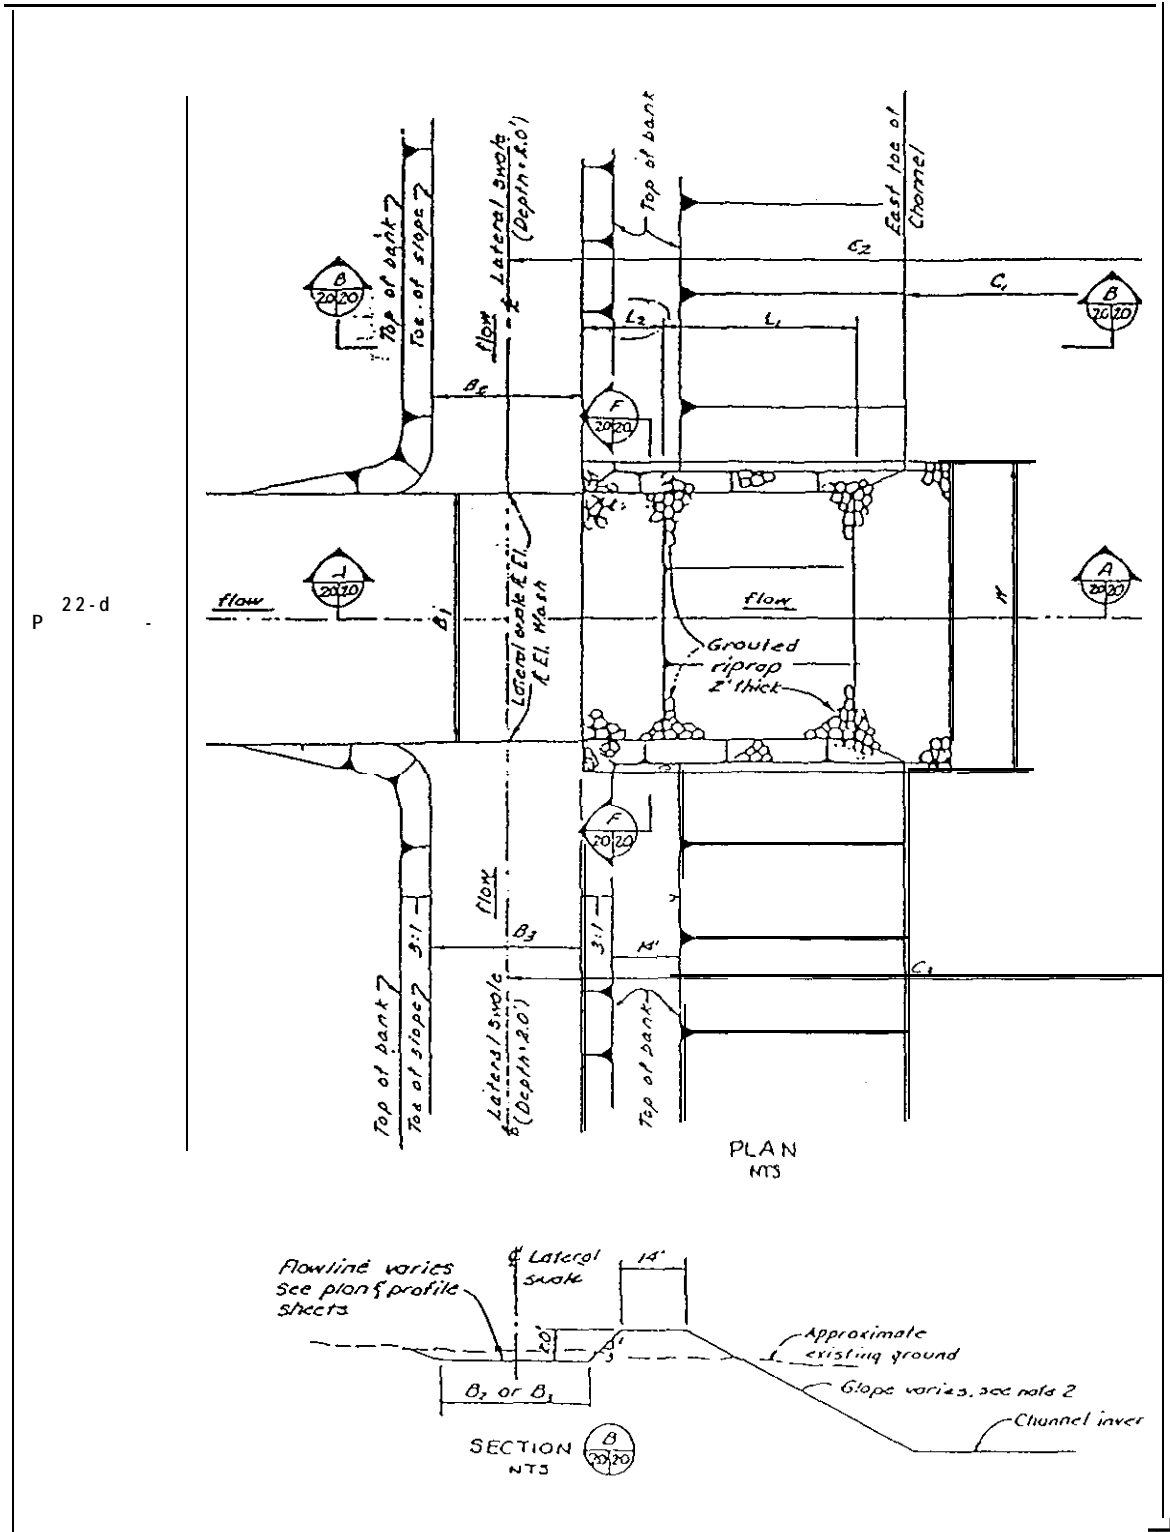 Top of bank
Toe of slope
Lateral Swale
(Depth = 2.0')
Top of bank
East toe of
Channel
C2
C1
B
20 20
B
20 20
flow
L2
L1
B2
F
20 20
20 20
flow
B1
Lateral swale & El.
& El. Wash
flow
A
20 20
W
Grouted
riprap
2' thick
P 22-d -
F
20 20
flow
B3
3:1
3:1
14'
C3
Top of bank
Toe of slope
Lateral Swale
(Depth = 2.0')
Top of bank
PLAN
NTS
Flowline varies
See plan & profile
sheets
℄ Lateral
swale
14'
2.0'
1
3
Approximate
existing ground
B2 or B3
Slope varies, see note 2
Channel inver
SECTION
NTS
B
20 20